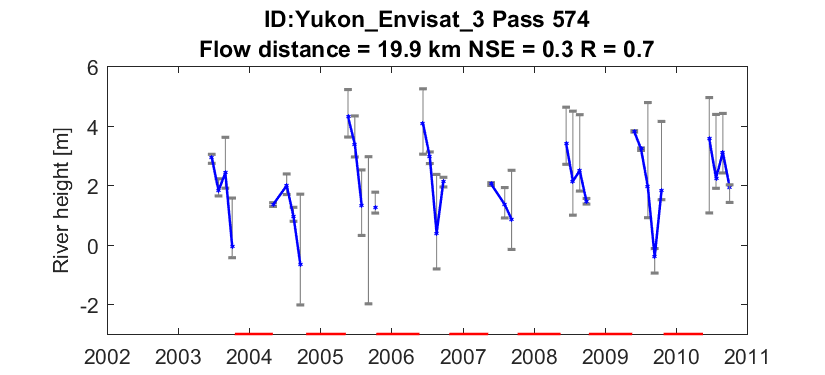 ID:Yukon_Envisat_3 Pass 574
Flow distance = 19.9 km NSE = 0.3 R = 0.7
River height [m]
6
4
2
0
-2
2002 2003 2004 2005 2006 2007 2008 2009 2010 2011